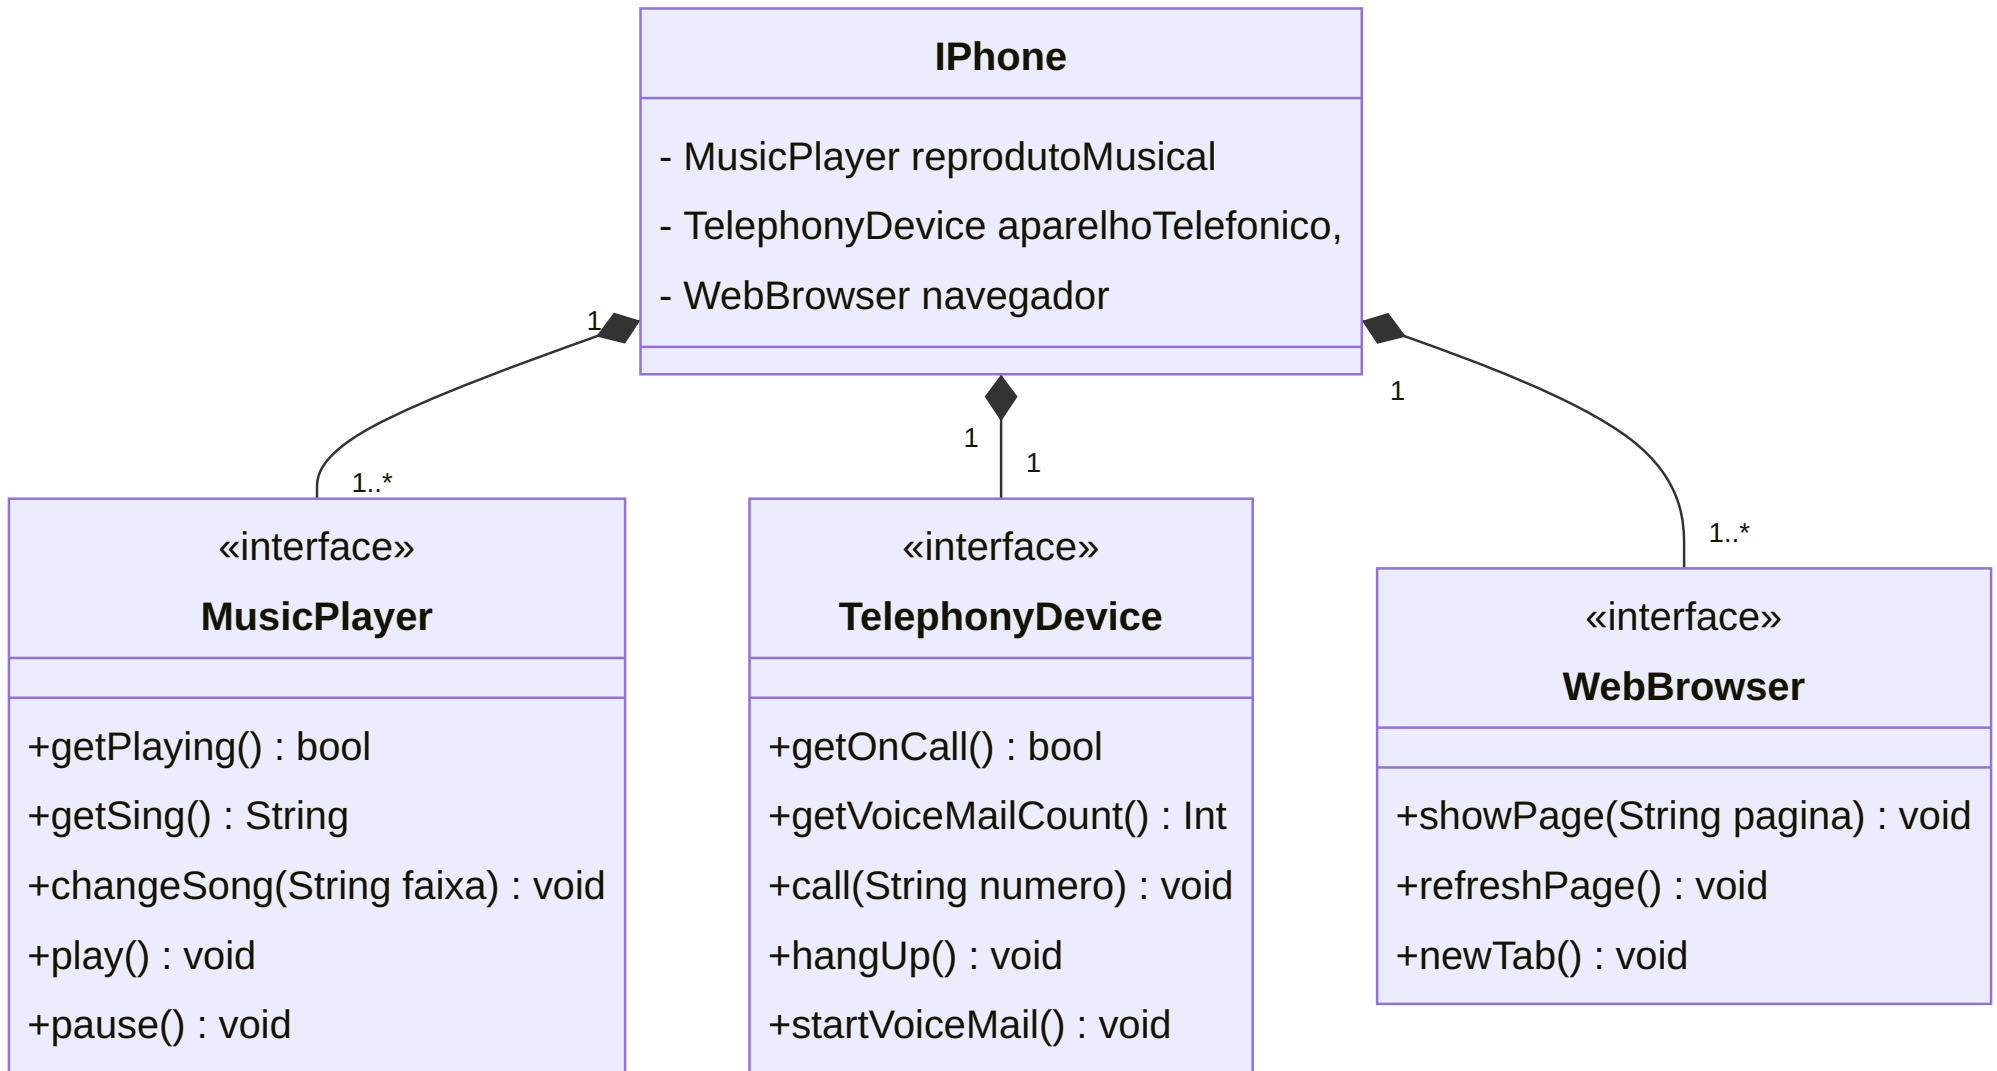 IPhone
- MusicPlayer reprodutoMusical
- TelephonyDevice aparelhoTelefonico,
- WebBrowser navegador
1
1
1
1
1..*
1..*
«interface»
MusicPlayer
+getPlaying() : bool
+getSing() : String
+changeSong(String faixa) : void
+play() : void
+pause() : void
«interface»
TelephonyDevice
+getOnCall() : bool
+getVoiceMailCount() : Int
+call(String numero) : void
+hangUp() : void
+startVoiceMail() : void
«interface»
WebBrowser
+showPage(String pagina) : void
+refreshPage() : void
+newTab() : void